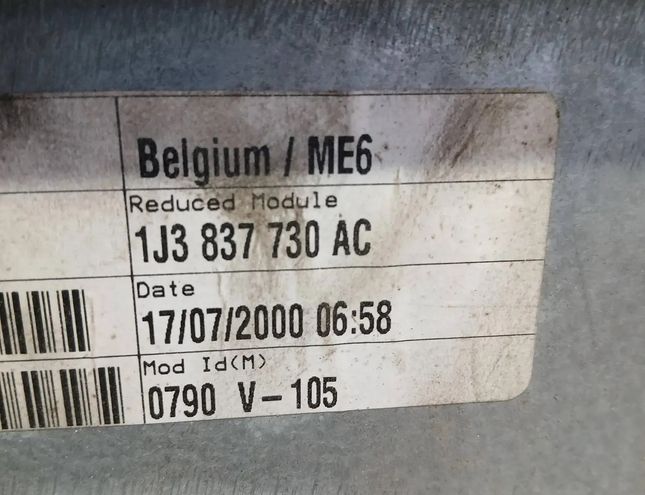 Belgium / ME6
Reduced Module
1J3 837 730 AC
Date
17/07/2000 06:58
Mod Id(M)
0790 V-105